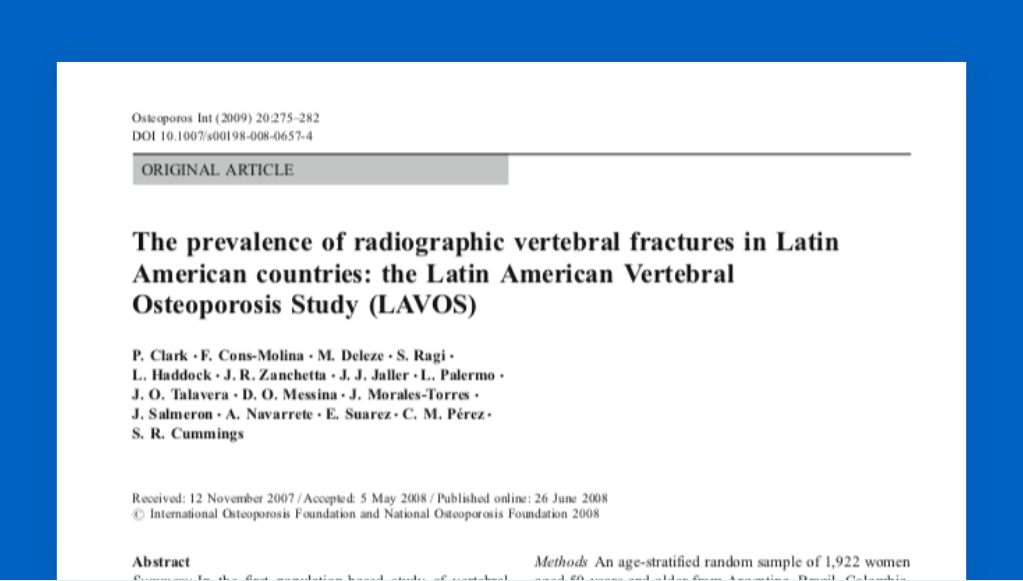 Osteoporos Int (2009) 20:275–282
DOI 10.1007/s00198-008-0657-4
ORIGINAL ARTICLE
The prevalence of radiographic vertebral fractures in Latin
American countries: the Latin American Vertebral
Osteoporosis Study (LAVOS)
P. Clark · F. Cons-Molina · M. Deleze · S. Ragi ·
L. Haddock · J. R. Zanchetta · J. J. Jaller · L. Palermo ·
J. O. Talavera · D. O. Messina · J. Morales-Torres ·
J. Salmeron · A. Navarrete · E. Suarez · C. M. Pérez ·
S. R. Cummings
Received: 12 November 2007 / Accepted: 5 May 2008 / Published online: 26 June 2008
© International Osteoporosis Foundation and National Osteoporosis Foundation 2008
Abstract
Methods An age-stratified random sample of 1,922 women